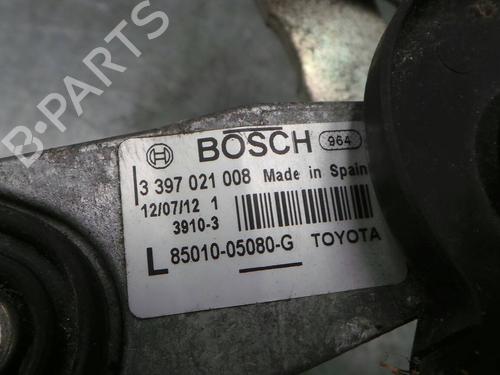 B-PARTS
BOSCH 964
3 397 021 008 Made in Spain
12/07/12 1
3910-3
L 85010-05080-G TOYOTA